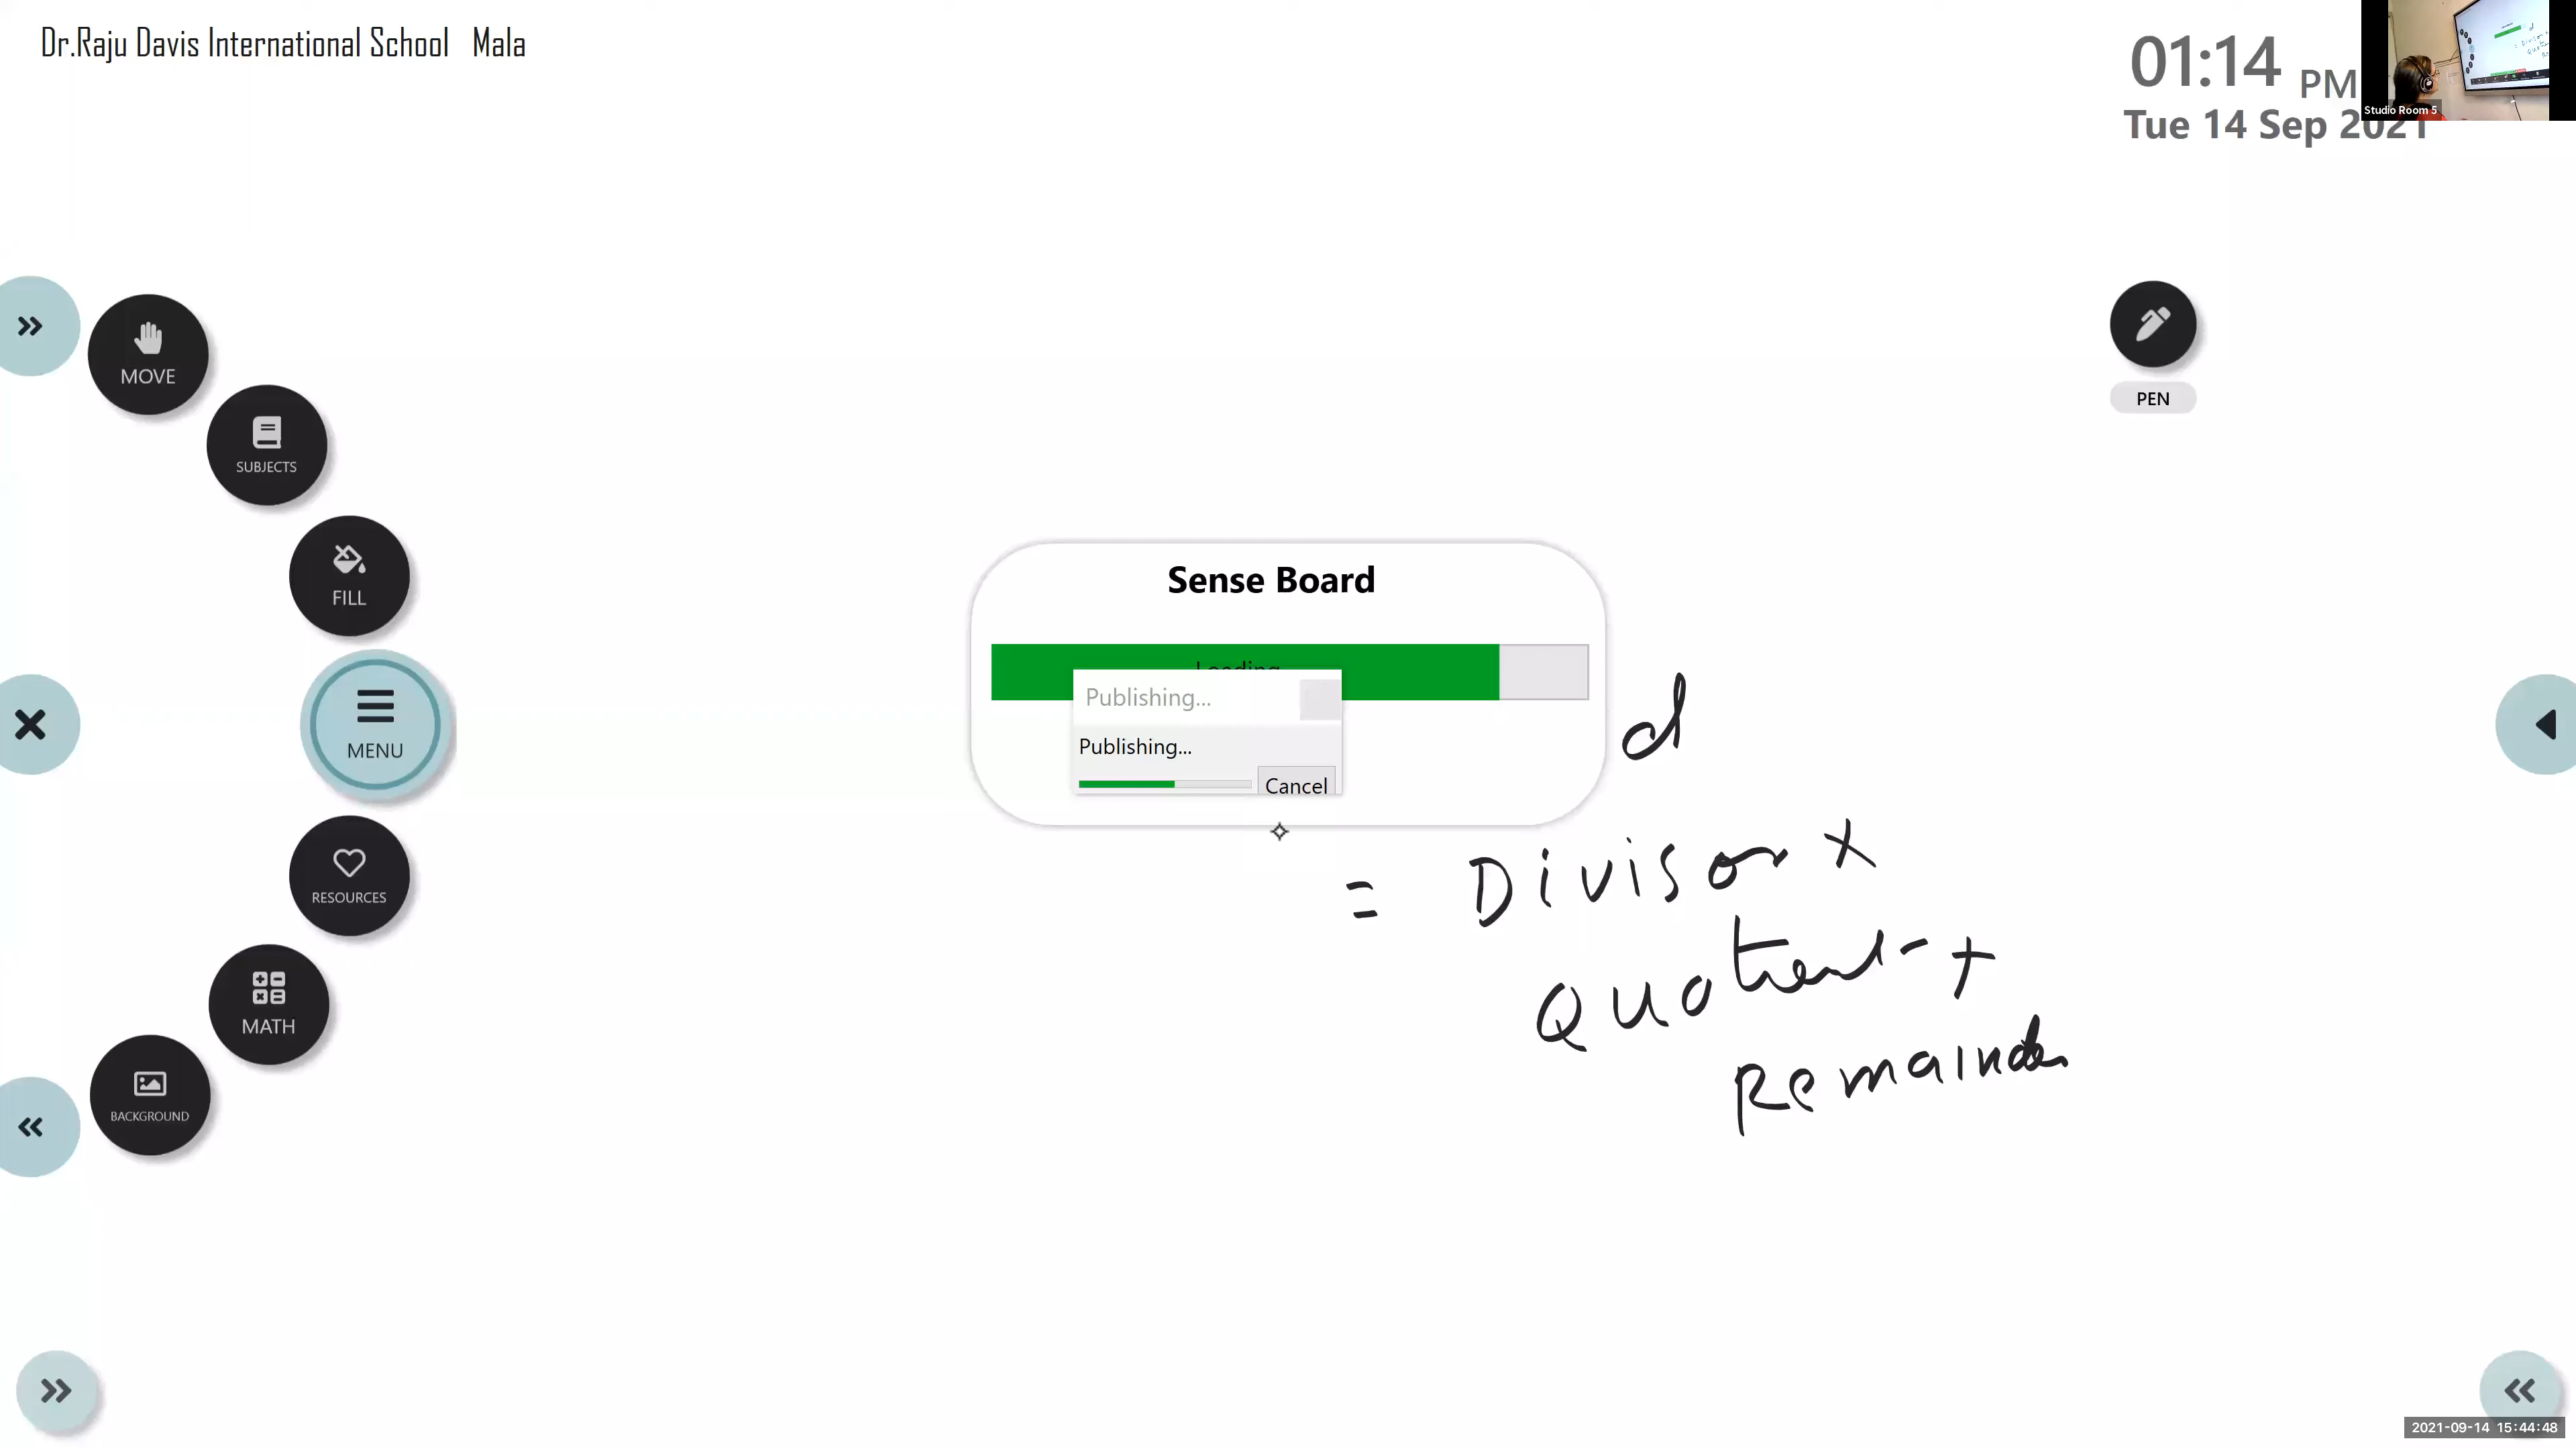 Dr.Raju Davis International School Mala
01:14 PM
Tue 14 Sep 2021
Studio Room 5
MOVE
SUBJECTS
PEN
FILL
Sense Board
Loading
Publishing...
MENU
Publishing...
Cancel
d
= Divisor x
Quotient +
Remainder
RESOURCES
MATH
BACKGROUND
2021-09-14 15:44:48